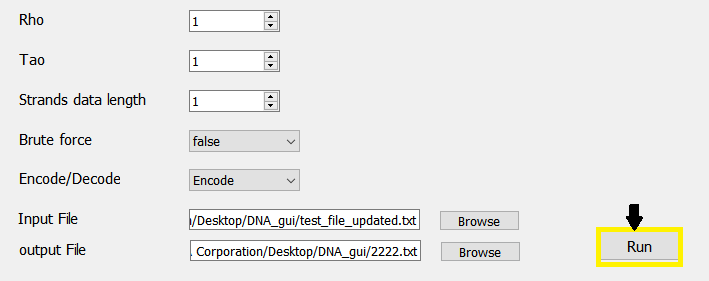 Rho 1
Tao 1
Strands data length 1
Brute force false
Encode/Decode Encode
Input File /Desktop/DNA_gui/test_file_updated.txt Browse
output File . Corporation/Desktop/DNA_gui/2222.txt Browse
Run